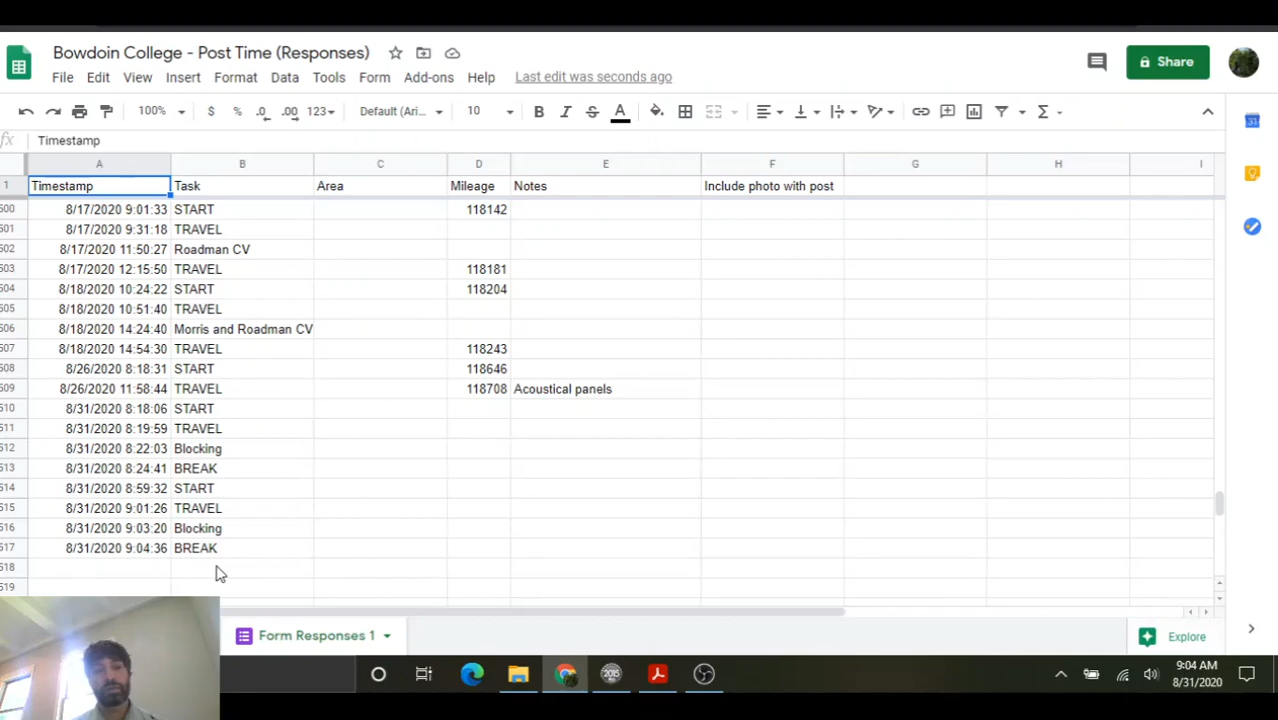 Bowdoin College - Post Time (Responses)
File Edit View Insert Format Data Tools Form Add-ons Help Last edit was seconds ago
Share
100% $ % .0 .00 123 Default (Ari... 10 B I S A
fx Timestamp
A B C D E F G H I
1 Timestamp Task Area Mileage Notes Include photo with post
500 8/17/2020 9:01:33 START 118142
501 8/17/2020 9:31:18 TRAVEL
502 8/17/2020 11:50:27 Roadman CV
503 8/17/2020 12:15:50 TRAVEL 118181
504 8/18/2020 10:24:22 START 118204
505 8/18/2020 10:51:40 TRAVEL
506 8/18/2020 14:24:40 Morris and Roadman CV
507 8/18/2020 14:54:30 TRAVEL 118243
508 8/26/2020 8:18:31 START 118646
509 8/26/2020 11:58:44 TRAVEL 118708 Acoustical panels
510 8/31/2020 8:18:06 START
511 8/31/2020 8:19:59 TRAVEL
512 8/31/2020 8:22:03 Blocking
513 8/31/2020 8:24:41 BREAK
514 8/31/2020 8:59:32 START
515 8/31/2020 9:01:26 TRAVEL
516 8/31/2020 9:03:20 Blocking
517 8/31/2020 9:04:36 BREAK
518
519
Form Responses 1 Explore
9:04 AM
8/31/2020